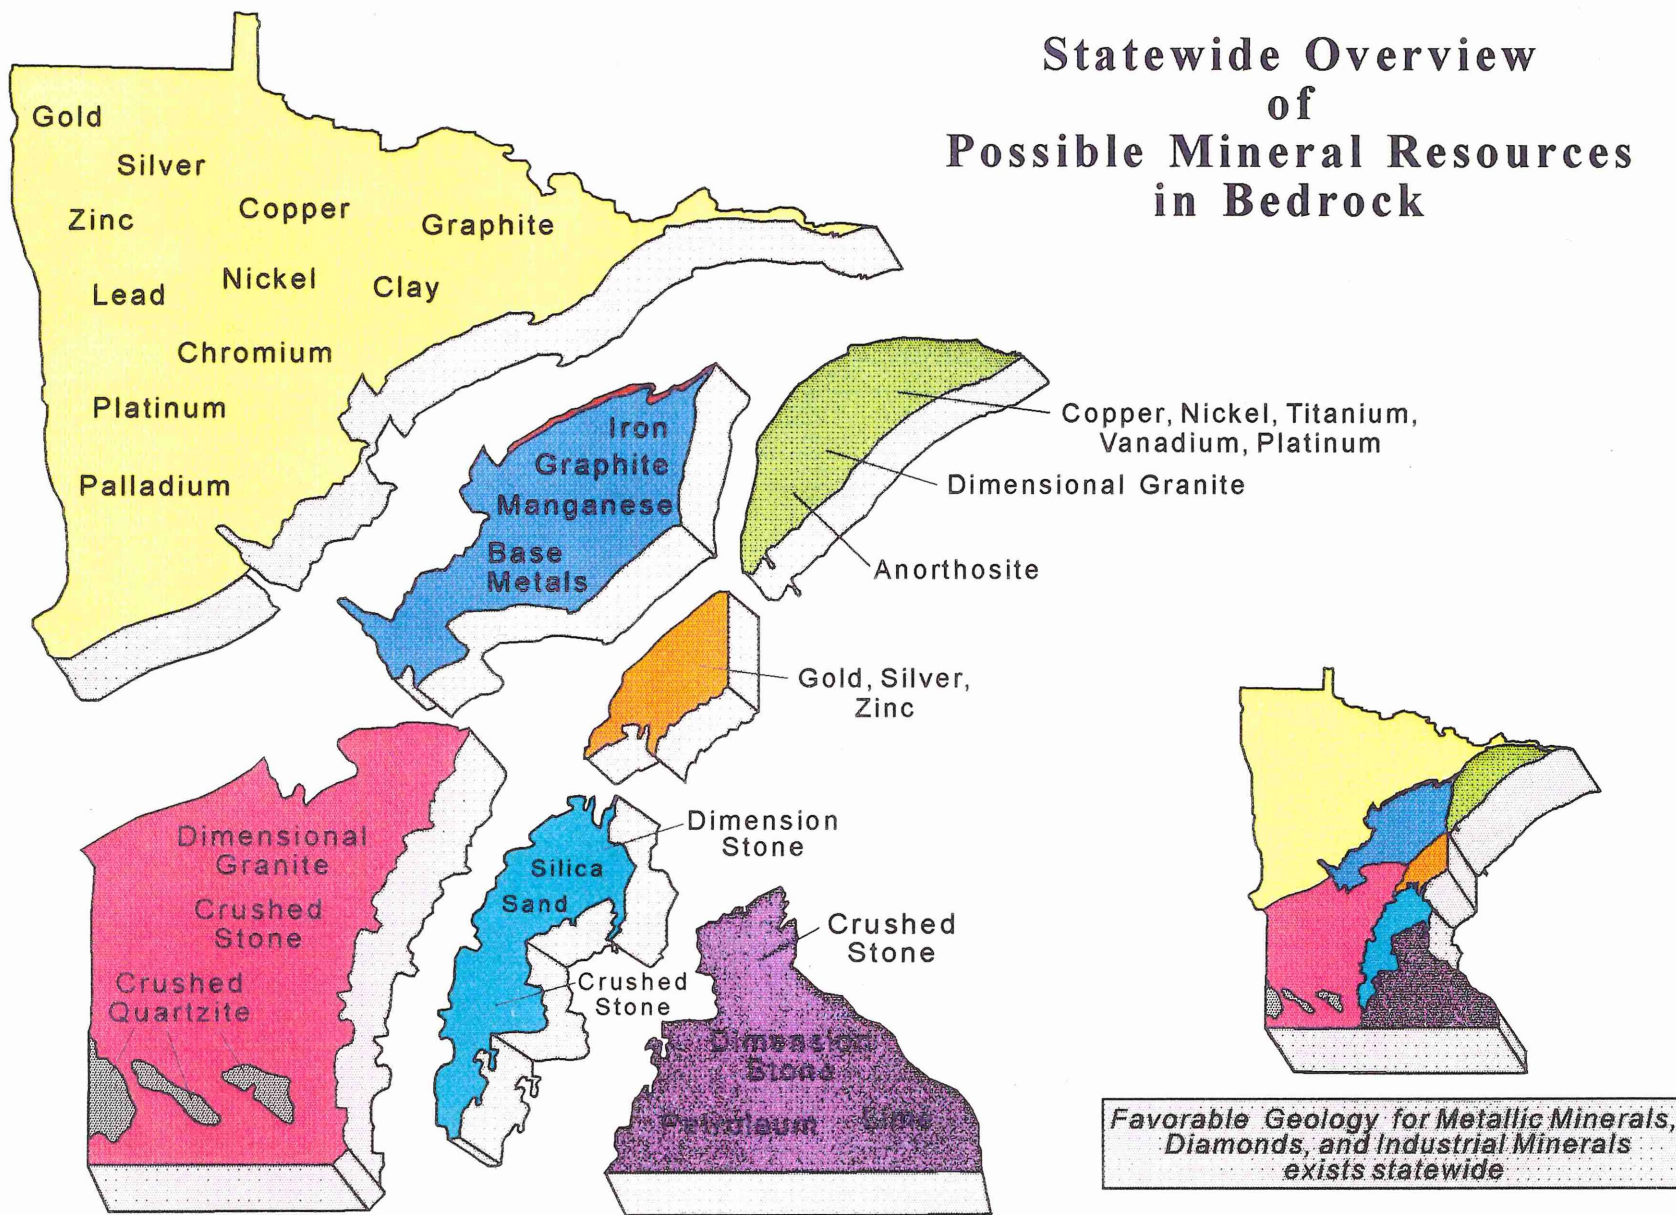 Statewide Overview
of
Possible Mineral Resources
in Bedrock
Gold
Silver
Zinc
Copper
Graphite
Lead
Nickel
Clay
Chromium
Platinum
Palladium
Iron
Graphite
Manganese
Base
Metals
Copper, Nickel, Titanium,
Vanadium, Platinum
Dimensional Granite
Anorthosite
Gold, Silver,
Zinc
Dimensional
Granite
Crushed
Stone
Crushed
Quartzite
Dimension
Stone
Silica
Sand
Crushed
Stone
Crushed
Stone
Dimension
Stone
Petroleum
Lime
Favorable Geology for Metallic Minerals,
Diamonds, and Industrial Minerals
exists statewide